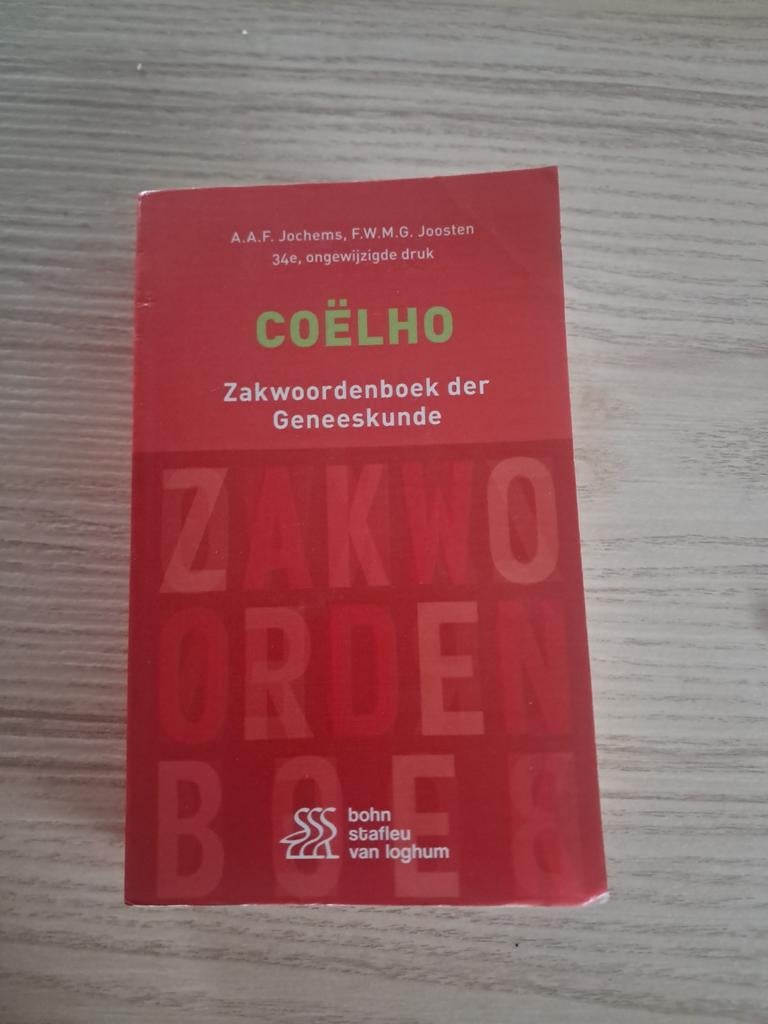 A.A.F. Jochems, F.W.M.G. Joosten
34e, ongewijzigde druk
COËLHO
Zakwoordenboek der
Geneeskunde
ZAKWO
ORDEN
BOEK
bohn
stafleu
van loghum